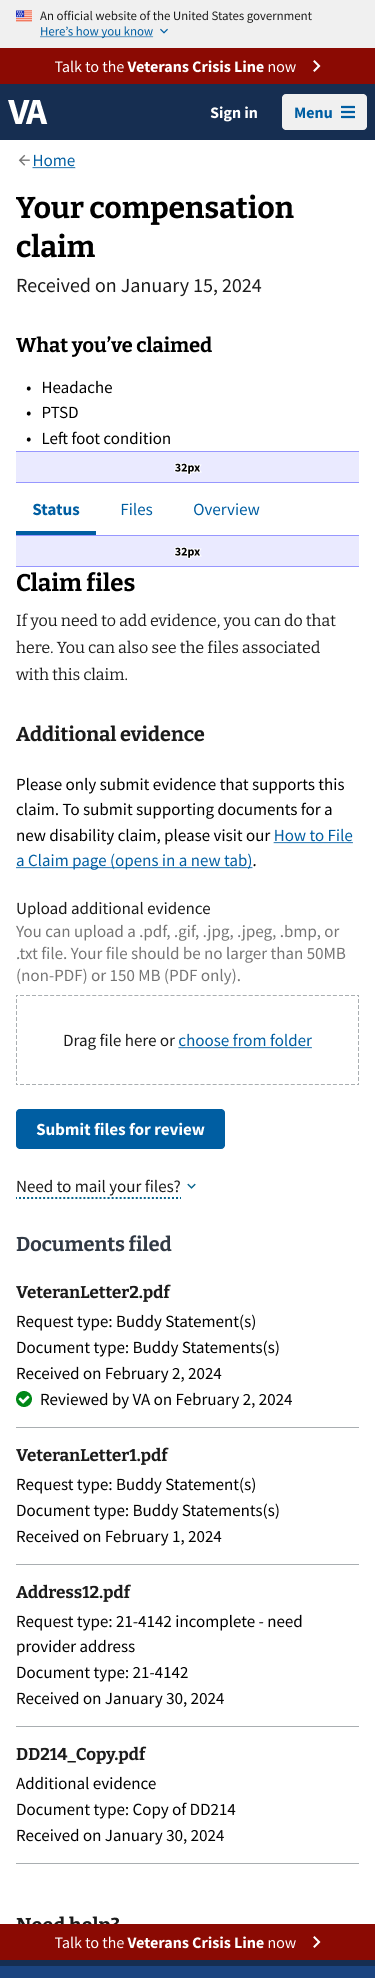 An official website of the United States government
Here's how you know
Talk to the Veterans Crisis Line now
VA
Sign in
Menu
Home
Your compensation
claim
Received on January 15, 2024
What you've claimed
• Headache
• PTSD
• Left foot condition
32px
Status Files Overview
32px
Claim files
If you need to add evidence, you can do that
here. You can also see the files associated
with this claim.
Additional evidence
Please only submit evidence that supports this
claim. To submit supporting documents for a
new disability claim, please visit our How to File
a Claim page (opens in a new tab).
Upload additional evidence
You can upload a .pdf, .gif, .jpg, .jpeg, .bmp, or
.txt file. Your file should be no larger than 50MB
(non-PDF) or 150 MB (PDF only).
Drag file here or choose from folder
Submit files for review
Need to mail your files?
Documents filed
VeteranLetter2.pdf
Request type: Buddy Statement(s)
Document type: Buddy Statements(s)
Received on February 2, 2024
Reviewed by VA on February 2, 2024
VeteranLetter1.pdf
Request type: Buddy Statement(s)
Document type: Buddy Statements(s)
Received on February 1, 2024
Address12.pdf
Request type: 21-4142 incomplete - need
provider address
Document type: 21-4142
Received on January 30, 2024
DD214_Copy.pdf
Additional evidence
Document type: Copy of DD214
Received on January 30, 2024
Need help?
Talk to the Veterans Crisis Line now